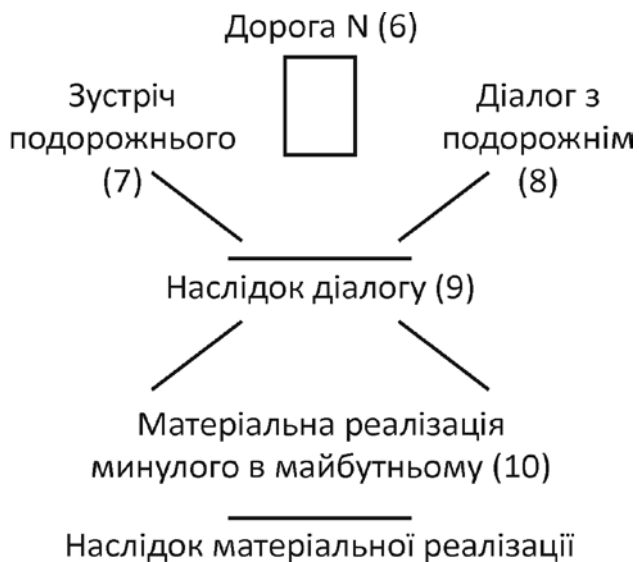 Дорога N (6)
Зустріч
подорожнього
(7)
Діалог з
подорожнім
(8)
Наслідок діалогу (9)
Матеріальна реалізація
минулого в майбутньому (10)
Наслідок матеріальної реалізації